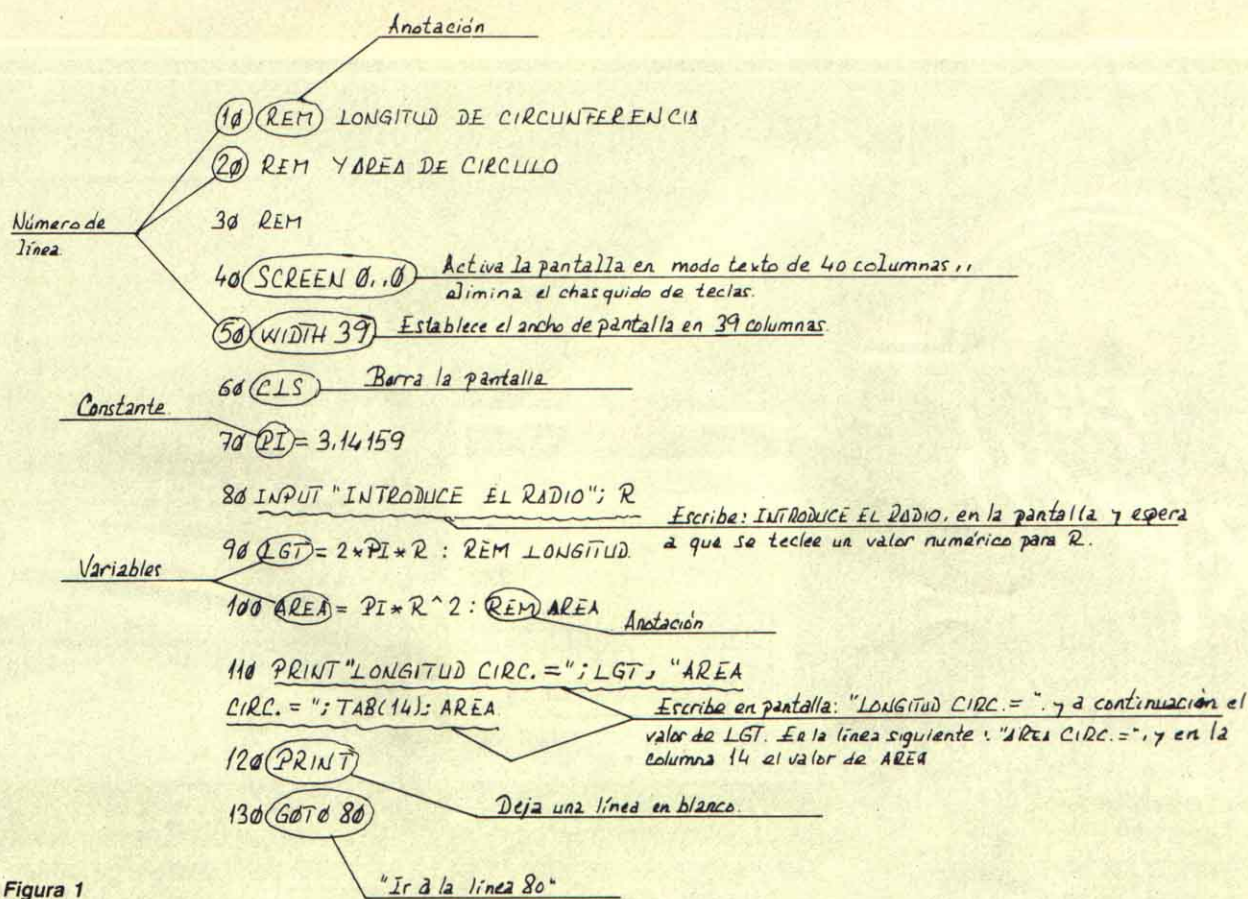 Anotación
10 REM LONGITUD DE CIRCUNFERENCIA
20 REM Y AREA DE CIRCULO
Número de
línea.
30 REM
40 SCREEN 0,,0
Activa la pantalla en modo texto de 40 columnas,,
elimina el chasquido de teclas.
50 WIDTH 39
Establece el ancho de pantalla en 39 columnas.
60 CLS
Borra la pantalla
Constante.
70 PI = 3.14159
80 INPUT "INTRODUCE EL RADIO"; R
Escribe: INTRODUCE EL RADIO, en la pantalla y espera
a que se teclee un valor numérico para R.
90 LGT = 2*PI*R : REM LONGITUD.
Variables
100 AREA = PI*R^2 : REM AREA
Anotación
110 PRINT "LONGITUD CIRC. ="; LGT, "AREA
CIRC. = "; TAB(14); AREA.
Escribe en pantalla: "LONGITUD CIRC.= ". y a continuación el
valor de LGT. En la línea siguiente : "AREA CIRC.=", y en la
columna 14 el valor de AREA
120 PRINT
Deja una línea en blanco.
130 GOTO 80
"Ir a la línea 80"
Figura 1